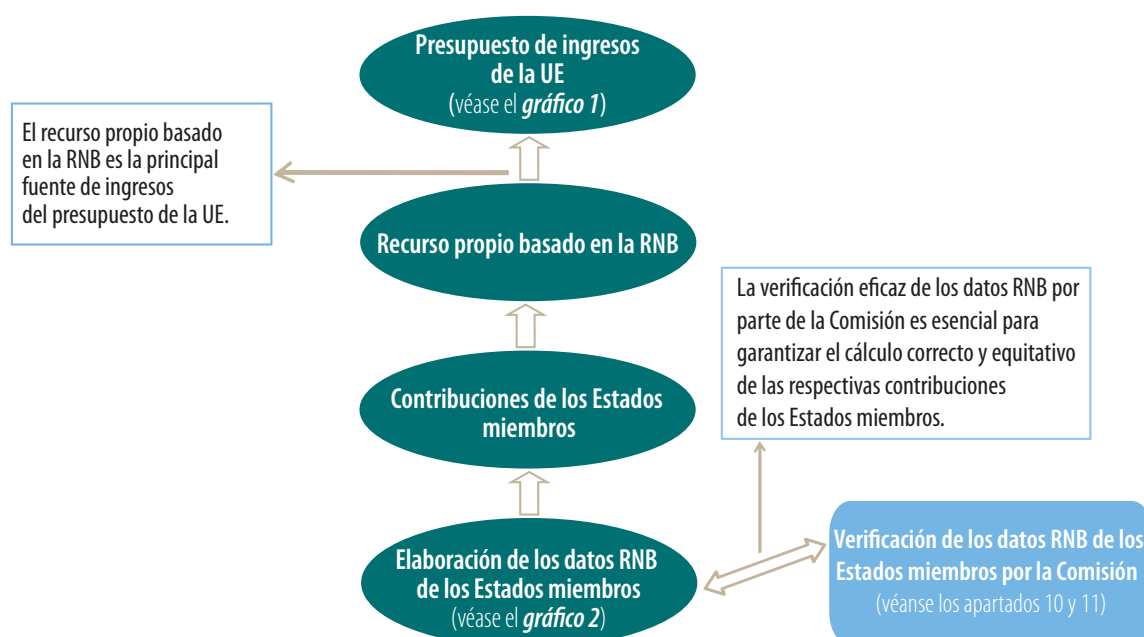 Presupuesto de ingresos
de la UE
(véase el gráfico 1)
El recurso propio basado
en la RNB es la principal
fuente de ingresos
del presupuesto de la UE.
Recurso propio basado en la RNB
La verificación eficaz de los datos RNB por
parte de la Comisión es esencial para
garantizar el cálculo correcto y equitativo
de las respectivas contribuciones
de los Estados miembros.
Contribuciones de los Estados
miembros
Elaboración de los datos RNB
de los Estados miembros
(véase el gráfico 2)
Verificación de los datos RNB de los
Estados miembros por la Comisión
(véanse los apartados 10 y 11)